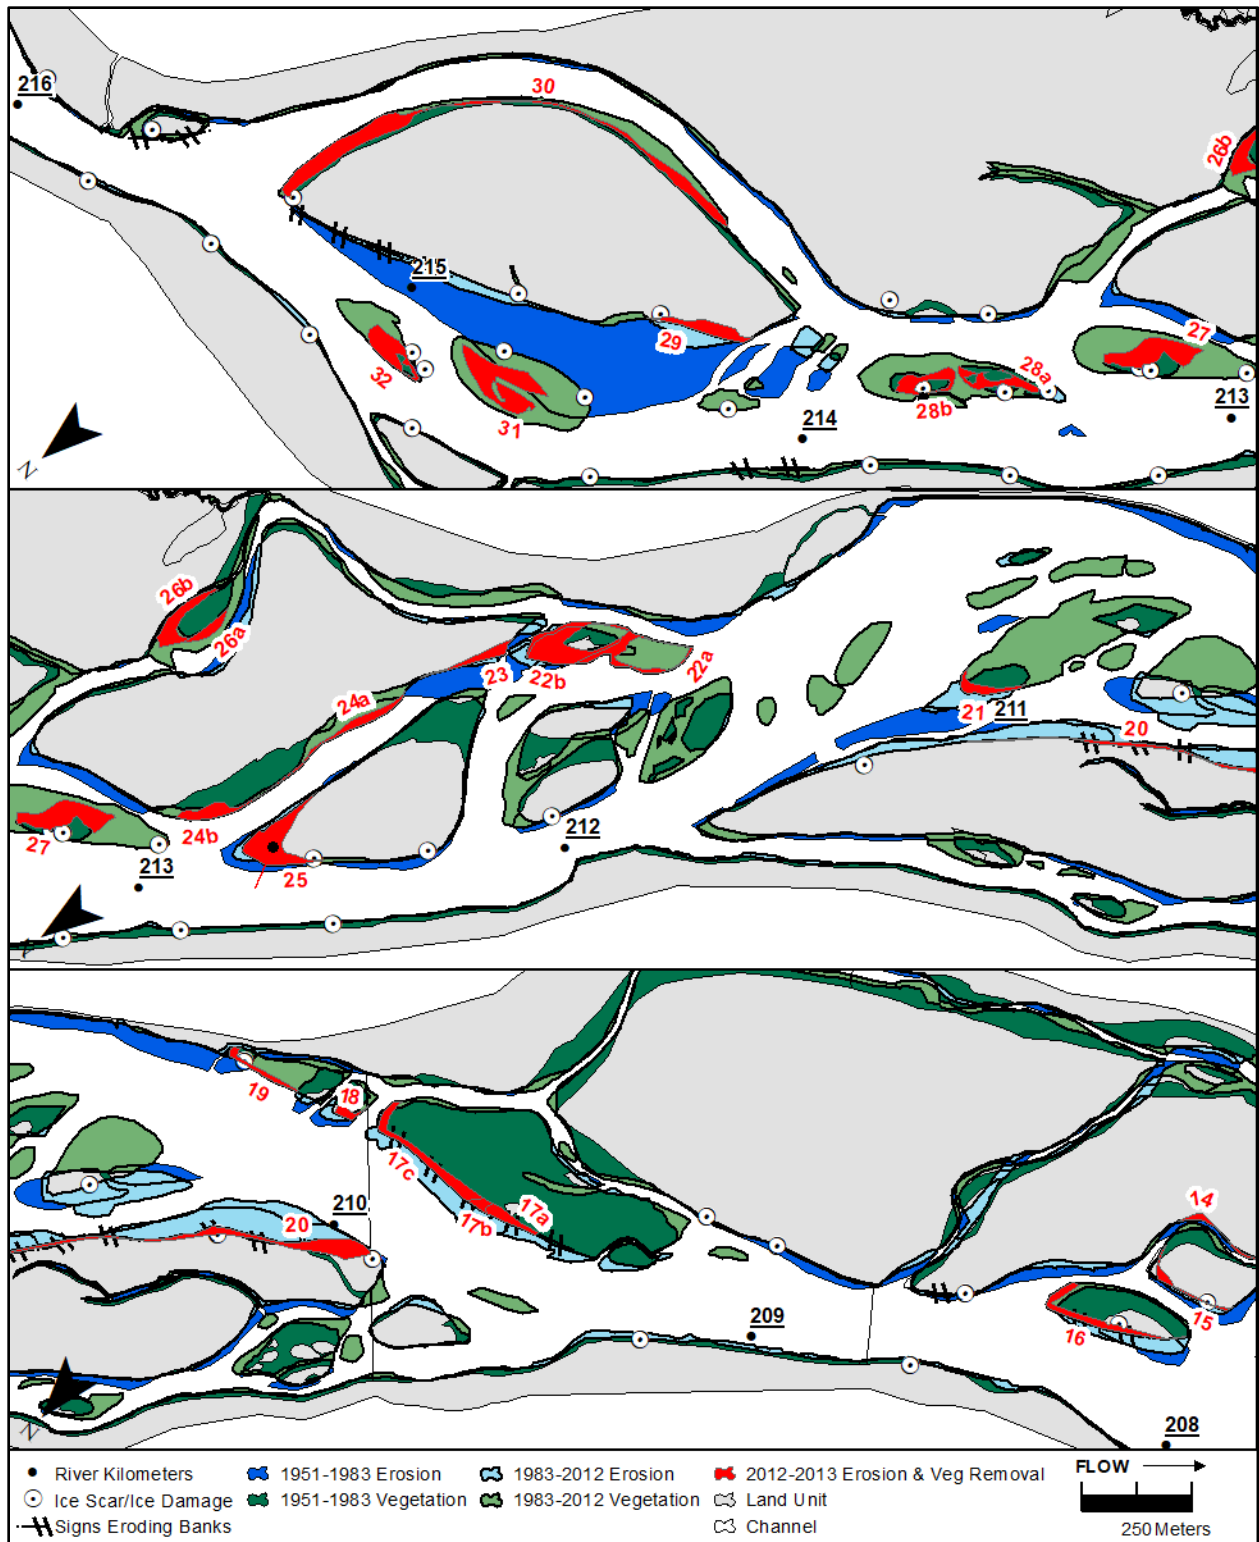 216
30
26b
215
29
27
32
31
28a
28b
214
213
N
26b
26a
24a
23
22b
22a
21
211
20
27
24b
213
25
212
N
19
18
17c
17b
17a
210
20
14
15
16
209
208
N
River Kilometers
1951-1983 Erosion
1983-2012 Erosion
2012-2013 Erosion & Veg Removal
FLOW
Ice Scar/Ice Damage
1951-1983 Vegetation
1983-2012 Vegetation
Land Unit
Signs Eroding Banks
Channel
250 Meters